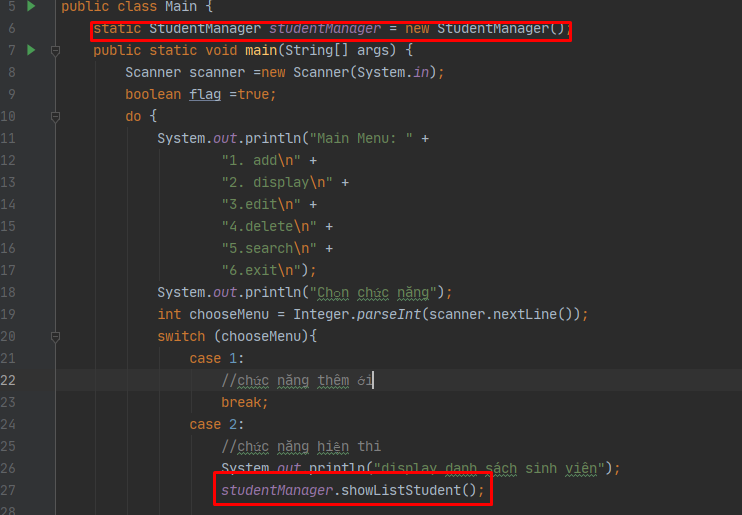 5 public class Main {
6 static StudentManager studentManager = new StudentManager();
7 public static void main(String[] args) {
8 Scanner scanner =new Scanner(System.in);
9 boolean flag =true;
10 do {
11 System.out.println("Main Menu: " +
12 "1. add\n" +
13 "2. display\n" +
14 "3.edit\n" +
15 "4.delete\n" +
16 "5.search\n" +
17 "6.exit\n");
18 System.out.println("Chọn chức năng");
19 int chooseMenu = Integer.parseInt(scanner.nextLine());
20 switch (chooseMenu){
21 case 1:
22 //chức năng thêm ới
23 break;
24 case 2:
25 //chức năng hiện thi
26 System.out.println("display danh sách sinh viên");
27 studentManager.showListStudent();
28